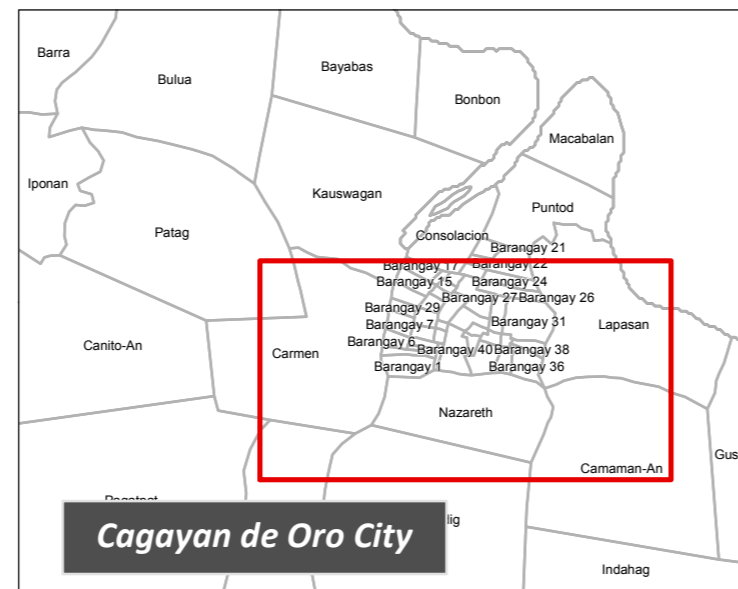 Barra
Bulua
Bayabas
Bonbon
Macabalan
Iponan
Kauswagan
Puntod
Patag
Consolacion
Barangay 21
Barangay 17
Barangay 22
Barangay 15
Barangay 24
Barangay 27
Barangay 26
Barangay 29
Barangay 7
Barangay 31
Lapasan
Canito-An
Carmen
Barangay 6
Barangay 40
Barangay 38
Barangay 1
Barangay 36
Nazareth
Gus
Camaman-An
lig
Cagayan de Oro City
Indahag